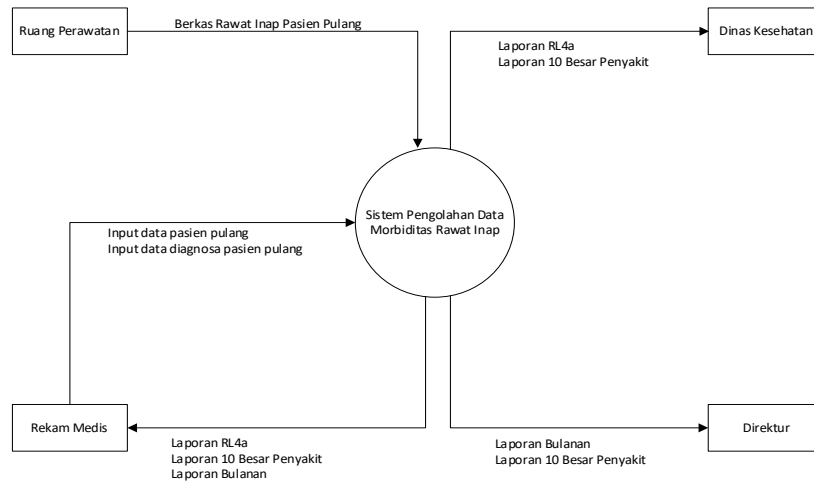 Ruang Perawatan
Berkas Rawat Inap Pasien Pulang
Dinas Kesehatan
Laporan RL4a
Laporan 10 Besar Penyakit
Sistem Pengolahan Data
Morbiditas Rawat Inap
Input data pasien pulang
Input data diagnosa pasien pulang
Rekam Medis
Laporan RL4a
Laporan 10 Besar Penyakit
Laporan Bulanan
Laporan Bulanan
Laporan 10 Besar Penyakit
Direktur